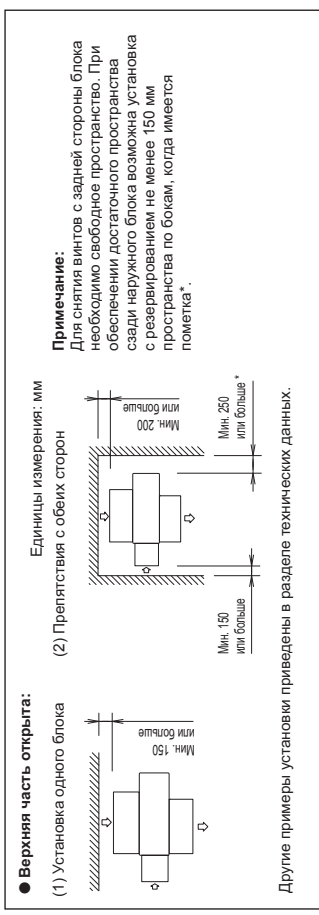 ● Верхняя часть открыта:
Единицы измерения: мм
(1) Установка одного блока
Мин. 150
или больше
(2) Препятствия с обеих сторон
Мин. 200
или больше
Мин. 150
или больше
Мин. 250
или больше *
Примечание:
Для снятия винтов с задней стороны блока
необходимо свободное пространство. При
обеспечении достаточного пространства
сзади наружного блока возможна установка
с резервированием не менее 150 мм
пространства по бокам, когда имеется
пометка*.
Другие примеры установки приведены в разделе технических данных.